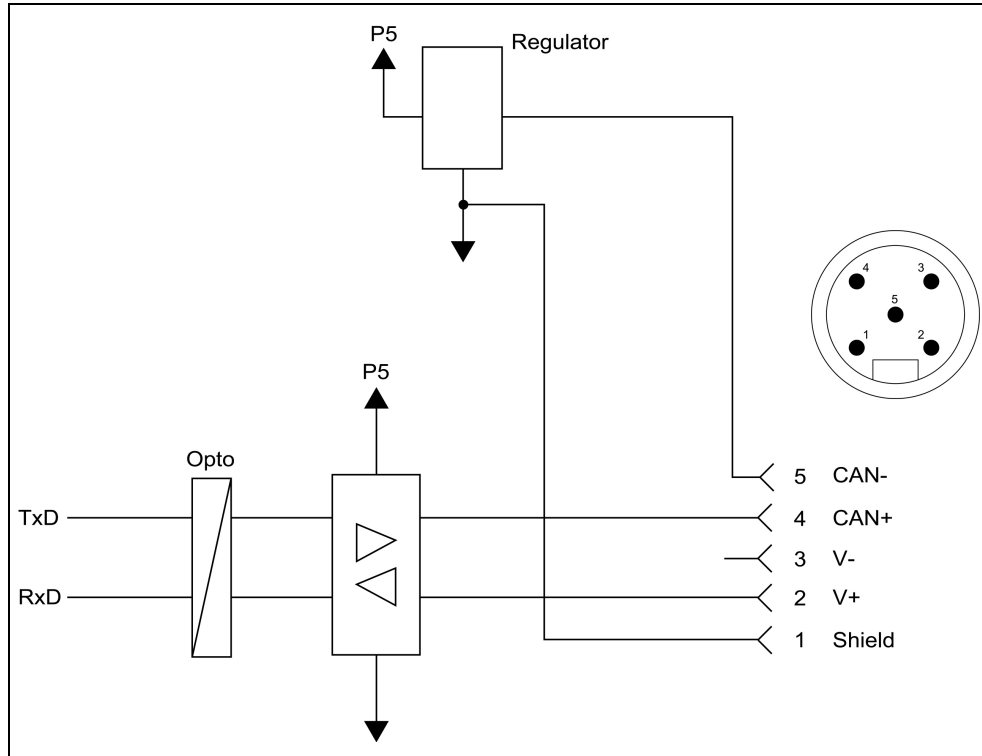 P5
Regulator
4
3
5
1
2
P5
Opto
5 CAN-
TxD
4 CAN+
3 V-
RxD
2 V+
1 Shield